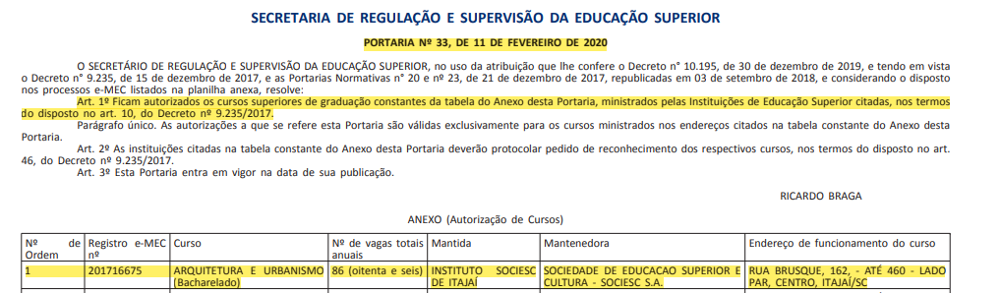 SECRETARIA DE REGULAÇÃO E SUPERVISÃO DA EDUCAÇÃO SUPERIOR
PORTARIA Nº 33, DE 11 DE FEVEREIRO DE 2020
O SECRETÁRIO DE REGULAÇÃO E SUPERVISÃO DA EDUCAÇÃO SUPERIOR, no uso da atribuição que lhe confere o Decreto n° 10.195, de 30 de dezembro de 2019, e tendo em vista
o Decreto n° 9.235, de 15 de dezembro de 2017, e as Portarias Normativas n° 20 e nº 23, de 21 de dezembro de 2017, republicadas em 03 de setembro de 2018, e considerando o disposto
nos processos e-MEC listados na planilha anexa, resolve:
Art. 1º Ficam autorizados os cursos superiores de graduação constantes da tabela do Anexo desta Portaria, ministrados pelas Instituições de Educação Superior citadas, nos termos
do disposto no art. 10, do Decreto nº 9.235/2017.
Parágrafo único. As autorizações a que se refere esta Portaria são válidas exclusivamente para os cursos ministrados nos endereços citados na tabela constante do Anexo desta
Portaria.
Art. 2º As instituições citadas na tabela constante do Anexo desta Portaria deverão protocolar pedido de reconhecimento dos respectivos cursos, nos termos do disposto no art.
46, do Decreto nº 9.235/2017.
Art. 3º Esta Portaria entra em vigor na data de sua publicação.
RICARDO BRAGA
ANEXO (Autorização de Cursos)
Nº de Registro e-MEC Curso Nº de vagas totais Mantida Mantenedora Endereço de funcionamento do curso
Ordem nº anuais
1 201716675 ARQUITETURA E URBANISMO 86 (oitenta e seis) INSTITUTO SOCIESC SOCIEDADE DE EDUCACAO SUPERIOR E RUA BRUSQUE, 162, - ATÉ 460 - LADO
(Bacharelado) DE ITAJAÍ CULTURA - SOCIESC S.A. PAR, CENTRO, ITAJAÍ/SC